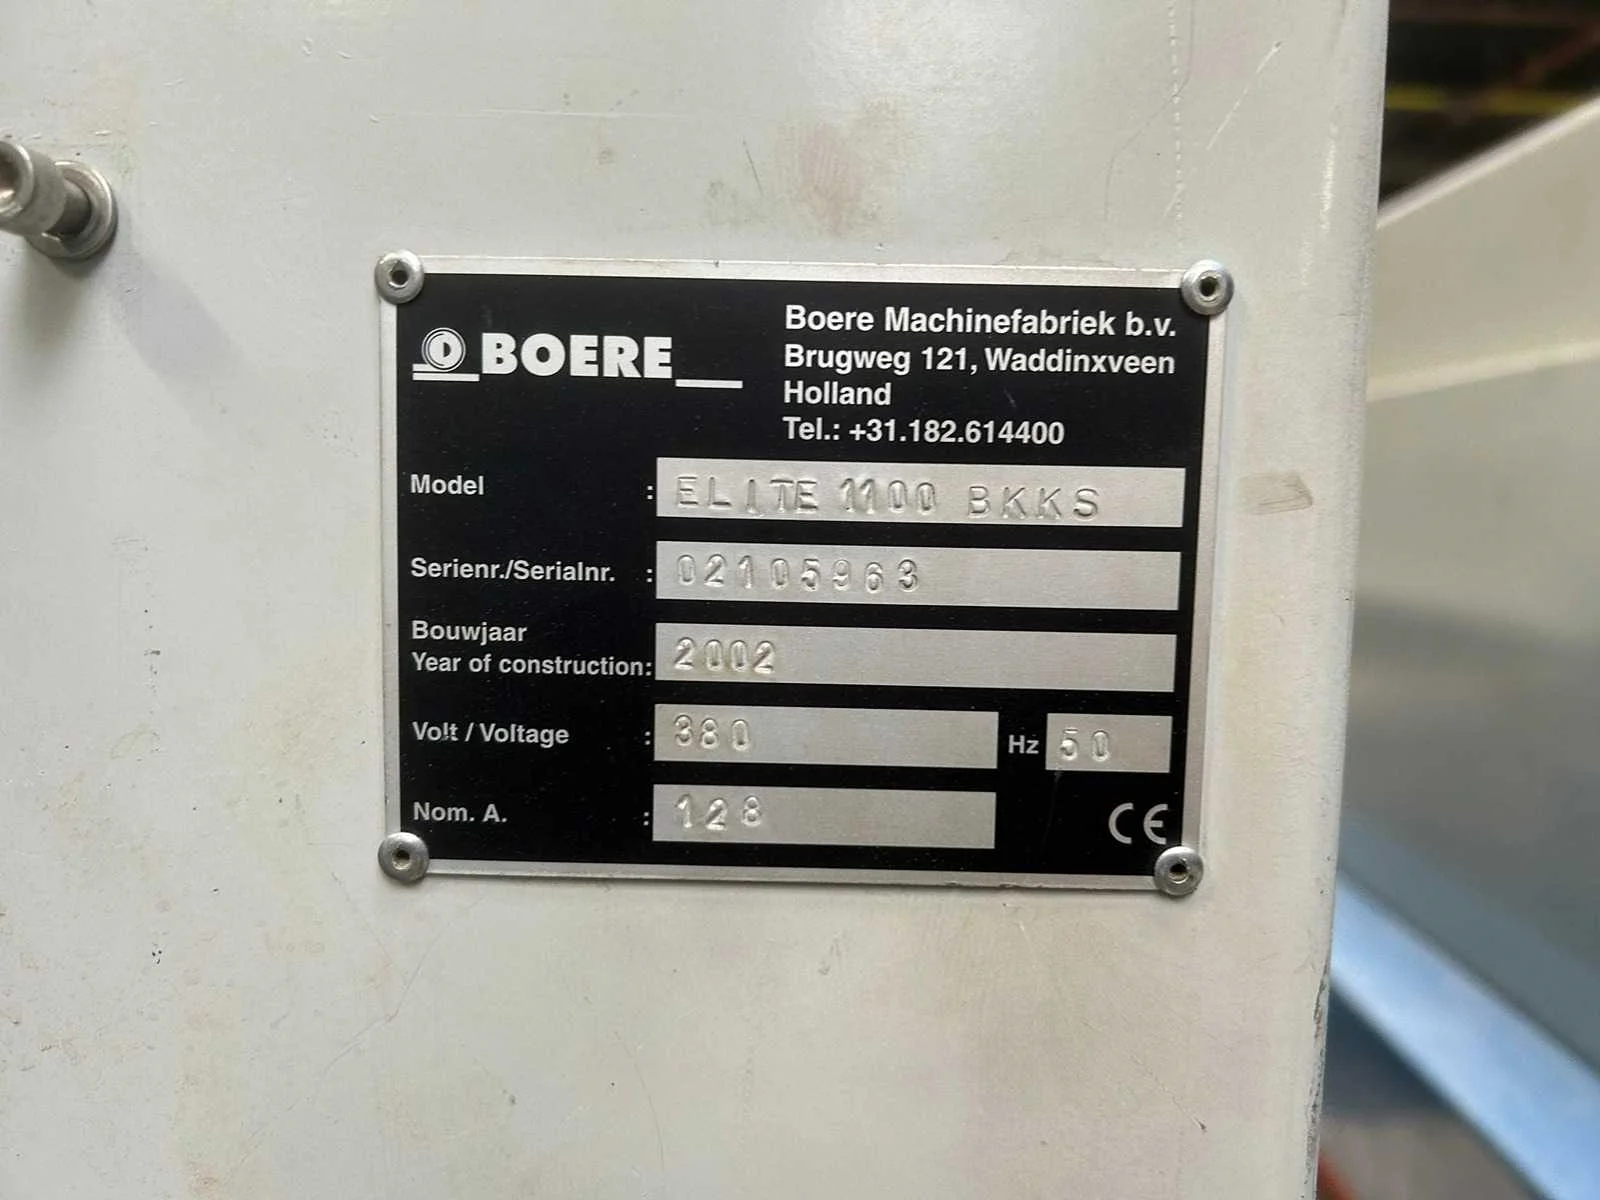 BOERE
Boere Machinefabriek b.v.
Brugweg 121, Waddinxveen
Holland
Tel.: +31.182.614400
Model : ELITE 1100 BKKS
Serienr./Serialnr. : 02105963
Bouwjaar
Year of construction: 2002
Volt / Voltage : 380 Hz 50
Nom. A. : 128
CE